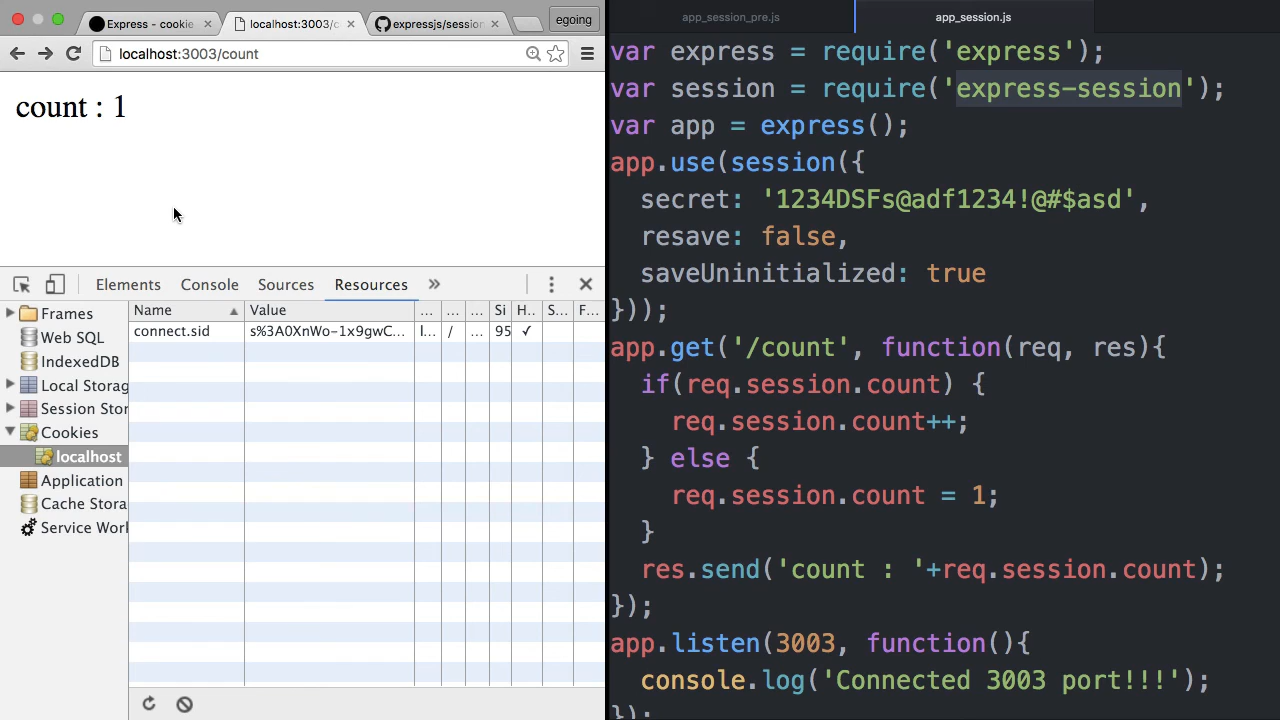 Express - cookie
localhost:3003/c
expressjs/session
egoing
localhost:3003/count
count : 1
Elements Console Sources Resources »
Frames
Web SQL
IndexedDB
Local Storag
Session Stor
Cookies
localhost
Application
Cache Stora
Service Work
Name Value ... ... ... Si H.. S... F...
connect.sid s%3A0XnWo-1x9gwC... l... / ... 95 ✓
app_session_pre.js
app_session.js
var express = require('express');
var session = require('express-session');
var app = express();
app.use(session({
secret: '1234DSFs@adf1234!@#$asd',
resave: false,
saveUninitialized: true
}));
app.get('/count', function(req, res){
if(req.session.count) {
req.session.count++;
} else {
req.session.count = 1;
}
res.send('count : '+req.session.count);
});
app.listen(3003, function(){
console.log('Connected 3003 port!!!');
});